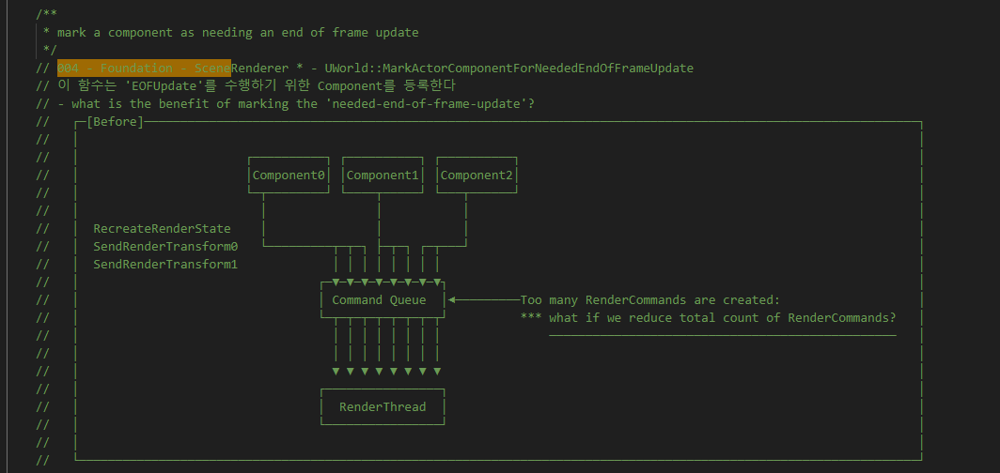 /**
* mark a component as needing an end of frame update
*/
// 004 - Foundation - SceneRenderer * - UWorld::MarkActorComponentForNeededEndOfFrameUpdate
// 이 함수는 'EOFUpdate'를 수행하기 위한 Component를 등록한다
// - what is the benefit of marking the 'needed-end-of-frame-update'?
// [Before]
//
//
// Component0 Component1 Component2
//
//
// RecreateRenderState
// SendRenderTransform0
// SendRenderTransform1
//
// Command Queue Too many RenderCommands are created:
// *** what if we reduce total count of RenderCommands?
//
//
//
//
// RenderThread
//
//
//